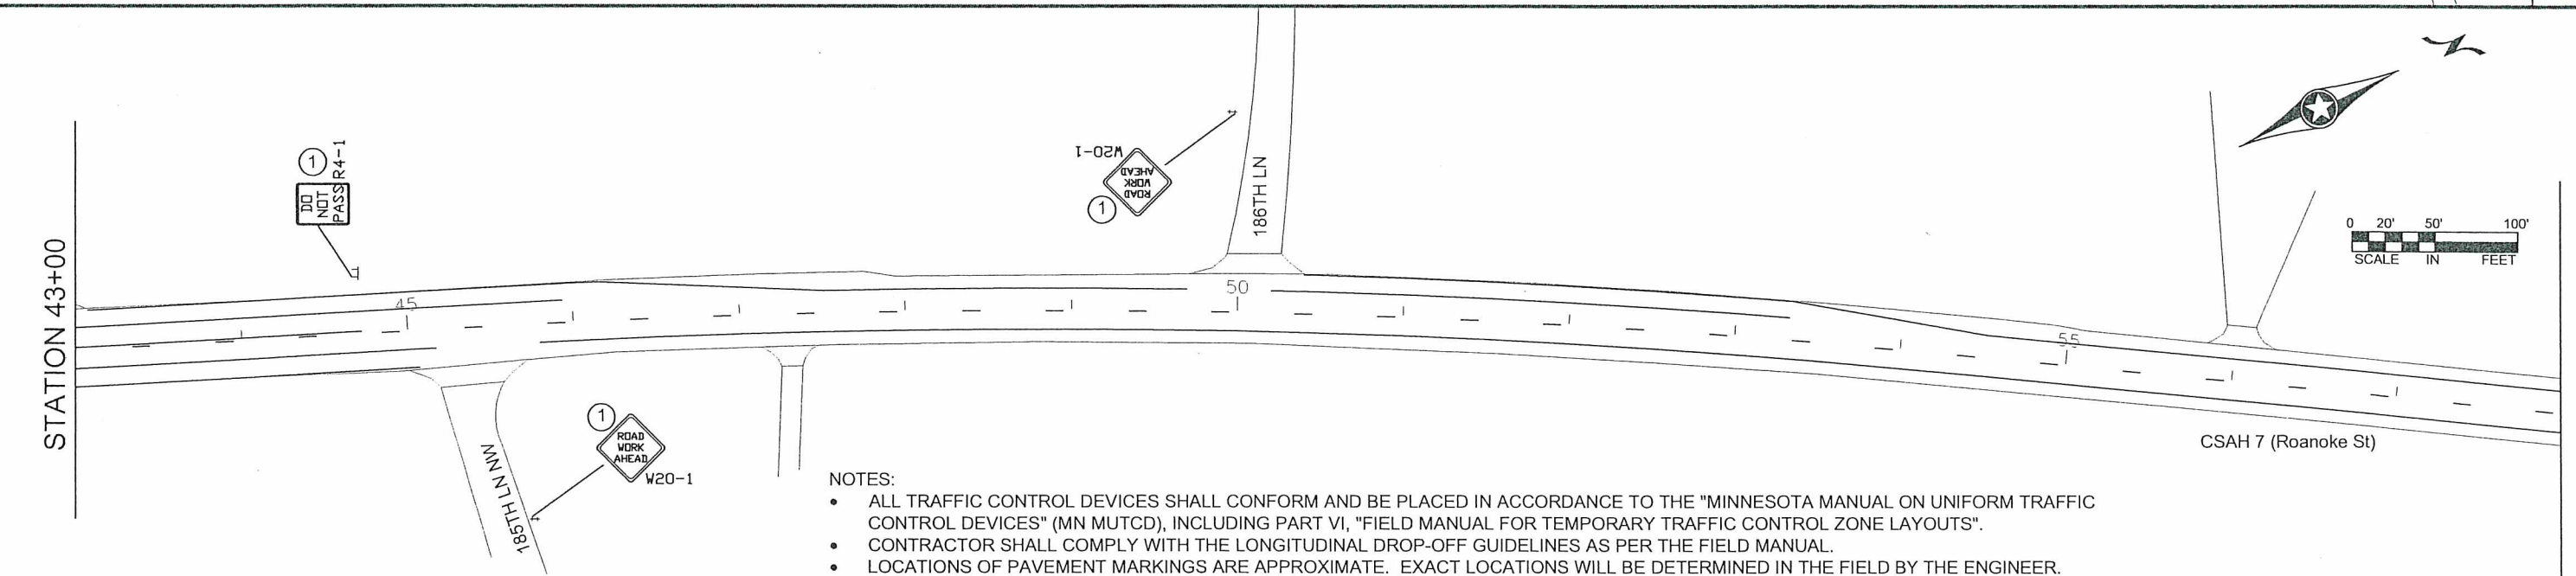 STATION 43+00
1
DO
NOT
PASS
R4-1
45
185TH LN NW
1
ROAD
WORK
AHEAD
W20-1
W20-1
ROAD
WORK
AHEAD
1
186TH LN
50
55
0 20' 50' 100'
SCALE IN FEET
CSAH 7 (Roanoke St)
NOTES:
• ALL TRAFFIC CONTROL DEVICES SHALL CONFORM AND BE PLACED IN ACCORDANCE TO THE "MINNESOTA MANUAL ON UNIFORM TRAFFIC
CONTROL DEVICES" (MN MUTCD), INCLUDING PART VI, "FIELD MANUAL FOR TEMPORARY TRAFFIC CONTROL ZONE LAYOUTS".
• CONTRACTOR SHALL COMPLY WITH THE LONGITUDINAL DROP-OFF GUIDELINES AS PER THE FIELD MANUAL.
• LOCATIONS OF PAVEMENT MARKINGS ARE APPROXIMATE. EXACT LOCATIONS WILL BE DETERMINED IN THE FIELD BY THE ENGINEER.